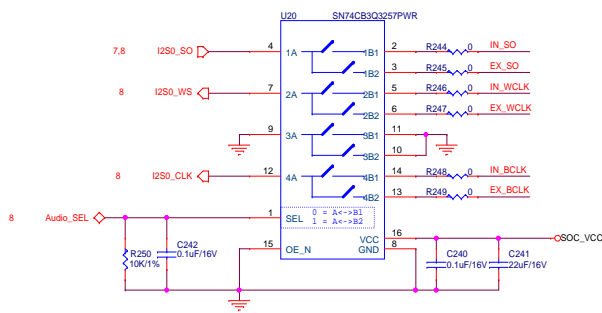 U20 SN74CB3Q3257PWR
7,8 I2S0_SO 4 1A 1B1 2 R244 0 IN_SO
1B2 3 R245 0 EX_SO
8 I2S0_WS 7 2A 2B1 5 R246 0 IN_WCLK
2B2 6 R247 0 EX_WCLK
9 3A 3B1 11
3B2 10
8 I2S0_CLK 12 4A 4B1 14 R248 0 IN_BCLK
4B2 13 R249 0 EX_BCLK
8 Audio_SEL 1 SEL 0 = A<->B1
1 = A<->B2
VCC 16 SOC_VCC
15 OE_N GND 8
R250
10K/1%
C242
0.1uF/16V
C240
0.1uF/16V
C241
22uF/16V